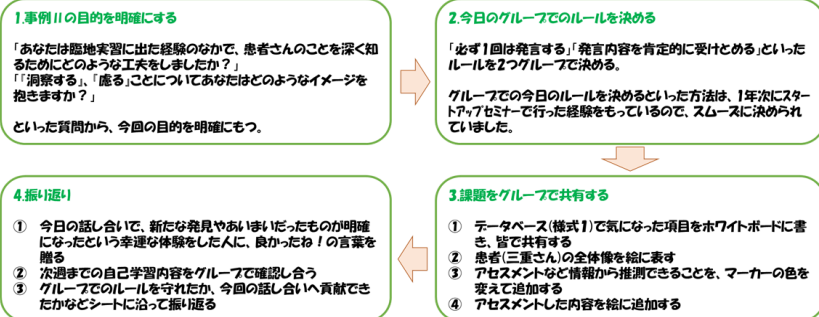 1.事例Ⅱの目的を明確にする
「あなたは臨地実習に出た経験のなかで、患者さんのことを深く知
るためにどのような工夫をしましたか？」
「「洞察する」、「慮る」ことについてあなたはどのようなイメージを
抱きますか？」
といった質問から、今回の目的を明確にもつ。
2.今日のグループでのルールを決める
「必ず1回は発言する」「発言内容を肯定的に受けとめる」といった
ルールを2つグループで決める。
グループでの今日のルールを決めるといった方法は、1年次にスター
トアップセミナーで行った経験をもっているので、スムーズに決められ
ていました。
3.課題をグループで共有する
① データベース(様式1)で気になった項目をホワイトボードに書
き、皆で共有する
② 患者(三重さん)の全体像を絵に表す
③ アセスメントなど情報から推測できることを、マーカーの色を
変えて追加する
④ アセスメントした内容を絵に追加する
4.振り返り
① 今日の話し合いで、新たな発見やあいまいだったものが明確
になったという幸運な体験をした人に、良かったね！の言葉を
贈る
② 次週までの自己学習内容をグループで確認し合う
③ グループでのルールを守れたか、今回の話し合いへ貢献でき
たかなどシートに沿って振り返る